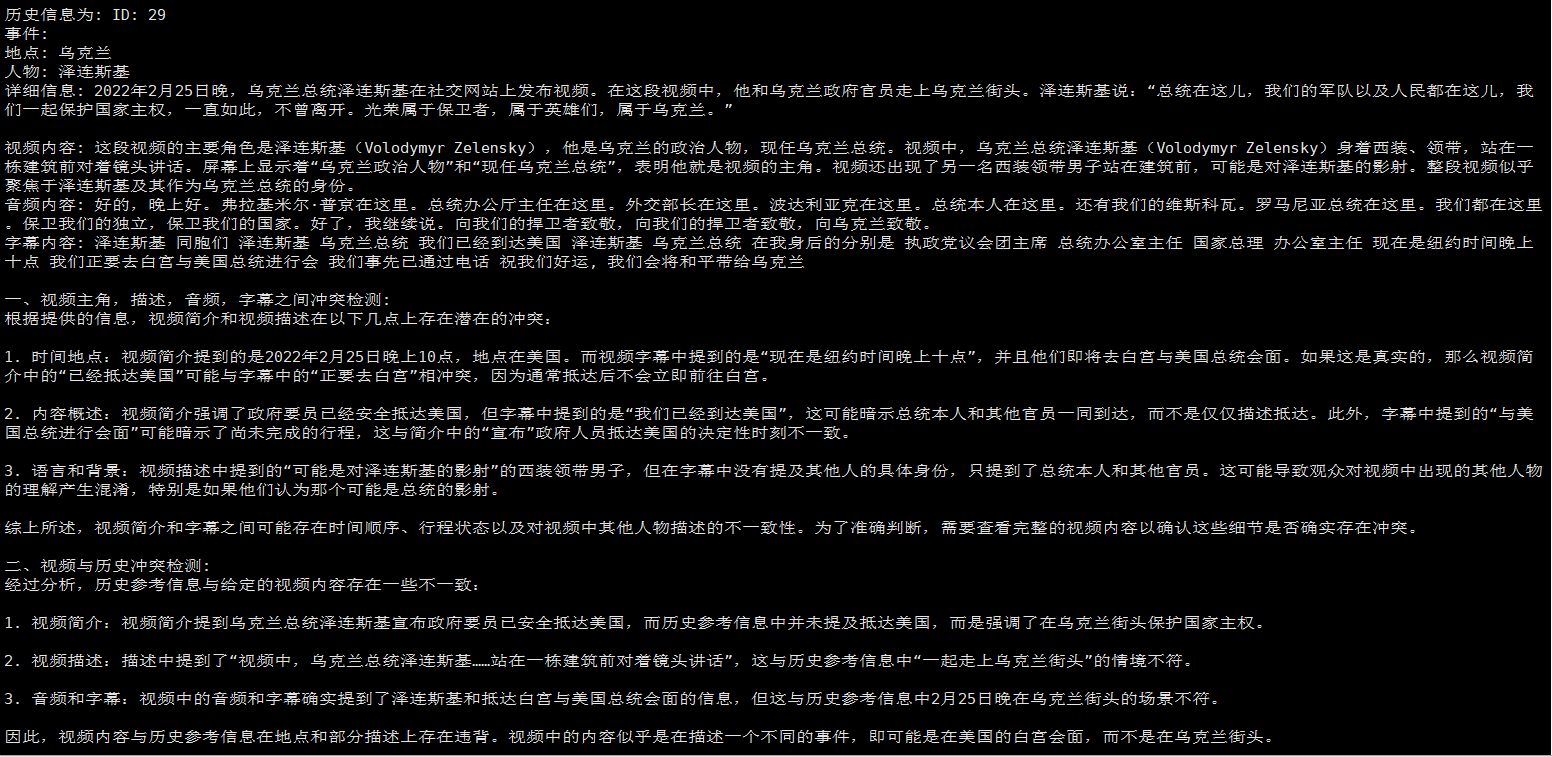 历史信息为: ID: 29
事件:
地点: 乌克兰
人物: 泽连斯基
详细信息: 2022年2月25日晚，乌克兰总统泽连斯基在社交网站上发布视频。在这段视频中，他和乌克兰政府官员走上乌克兰街头。泽连斯基说：“总统在这儿，我们的军队以及人民都在这儿，我
们一起保护国家主权，一直如此，不曾离开。光荣属于保卫者，属于英雄们，属于乌克兰。”
视频内容: 这段视频的主要角色是泽连斯基（Volodymyr Zelensky），他是乌克兰的政治人物，现任乌克兰总统。视频中，乌克兰总统泽连斯基（Volodymyr Zelensky）身着西装、领带，站在一
栋建筑前对着镜头讲话。屏幕上显示着“乌克兰政治人物”和“现任乌克兰总统”，表明他就是视频的主角。视频还出现了另一名西装领带男子站在建筑前，可能是对泽连斯基的影射。整段视频似乎
聚焦于泽连斯基及其作为乌克兰总统的身份。
音频内容: 好的，晚上好。弗拉基米尔·普京在这里。总统办公厅主任在这里。外交部长在这里。波达利亚克在这里。总统本人在这里。还有我们的维斯科瓦。罗马尼亚总统在这里。我们都在这里
。保卫我们的独立，保卫我们的国家。好了，我继续说。向我们的捍卫者致敬，向我们的捍卫者致敬，向乌克兰致敬。
字幕内容: 泽连斯基 同胞们 泽连斯基 乌克兰总统 我们已经到达美国 泽连斯基 乌克兰总统 在我身后的分别是 执政党议会团主席 总统办公室主任 国家总理 办公室主任 现在是纽约时间晚上
十点 我们正要去白宫与美国总统进行会 我们事先已通过电话 祝我们好运, 我们会将和平带给乌克兰
一、视频主角，描述，音频，字幕之间冲突检测:
根据提供的信息，视频简介和视频描述在以下几点上存在潜在的冲突：
1. 时间地点：视频简介提到的是2022年2月25日晚上10点，地点在美国。而视频字幕中提到的是“现在是纽约时间晚上十点”，并且他们即将去白宫与美国总统会面。如果这是真实的，那么视频简
介中的“已经抵达美国”可能与字幕中的“正要去白宫”相冲突，因为通常抵达后不会立即前往白宫。
2. 内容概述：视频简介强调了政府要员已经安全抵达美国，但字幕中提到的是“我们已经到达美国”，这可能暗示总统本人和其他官员一同到达，而不是仅仅描述抵达。此外，字幕中提到的“与美
国总统进行会面”可能暗示了尚未完成的行程，这与简介中的“宣布”政府人员抵达美国的决定性时刻不一致。
3. 语言和背景：视频描述中提到的“可能是对泽连斯基的影射”的西装领带男子，但在字幕中没有提及其他人的具体身份，只提到了总统本人和其他官员。这可能导致观众对视频中出现的其他人物
的理解产生混淆，特别是如果他们认为那个可能是总统的影射。
综上所述，视频简介和字幕之间可能存在时间顺序、行程状态以及对视频中其他人物描述的不一致性。为了准确判断，需要查看完整的视频内容以确认这些细节是否确实存在冲突。
二、视频与历史冲突检测:
经过分析，历史参考信息与给定的视频内容存在一些不一致：
1. 视频简介：视频简介提到乌克兰总统泽连斯基宣布政府要员已安全抵达美国，而历史参考信息中并未提及抵达美国，而是强调了在乌克兰街头保护国家主权。
2. 视频描述：描述中提到了“视频中，乌克兰总统泽连斯基……站在一栋建筑前对着镜头讲话”，这与历史参考信息中“一起走上乌克兰街头”的情境不符。
3. 音频和字幕：视频中的音频和字幕确实提到了泽连斯基和抵达白宫与美国总统会面的信息，但这与历史参考信息中2月25日晚在乌克兰街头的场景不符。
因此，视频内容与历史参考信息在地点和部分描述上存在违背。视频中的内容似乎是在描述一个不同的事件，即可能是在美国的白宫会面，而不是在乌克兰街头。